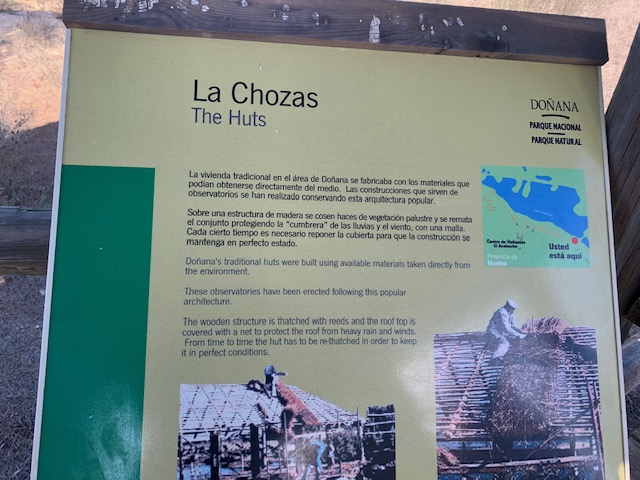 La Chozas
The Huts
DOÑANA
PARQUE NACIONAL
PARQUE NATURAL
La vivienda tradicional en el área de Doñana se fabricaba con los materiales que
podían obtenerse directamente del medio. Las construcciones que sirven de
observatorios se han realizado conservando esta arquitectura popular.
Sobre una estructura de madera se cosen haces de vegetación palustre y se remata
el conjunto protegiendo la "cumbrera" de las lluvias y el viento, con una malla.
Cada cierto tiempo es necesario reponer la cubierta para que la construcción se
mantenga en perfecto estado.
Doñana's traditional huts were built using available materials taken directly from
the environment.
These observatories have been erected following this popular
architecture.
The wooden structure is thatched with reeds and the roof top is
covered with a net to protect the roof from heavy rain and winds.
From time to time the hut has to be re-thatched in order to keep
it in perfect conditions.
Centro de Visitantes
El Acebuche
Provincia de
Huelva
Usted
está aquí